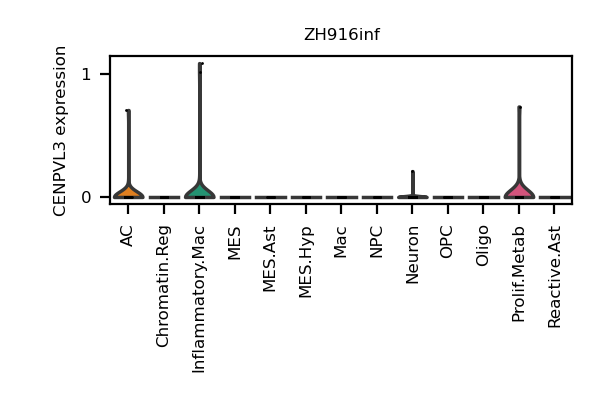 ZH916inf
CENPVL3 expression
1
0
AC
Chromatin.Reg
Inflammatory.Mac
MES
MES.Ast
MES.Hyp
Mac
NPC
Neuron
OPC
Oligo
Prolif.Metab
Reactive.Ast